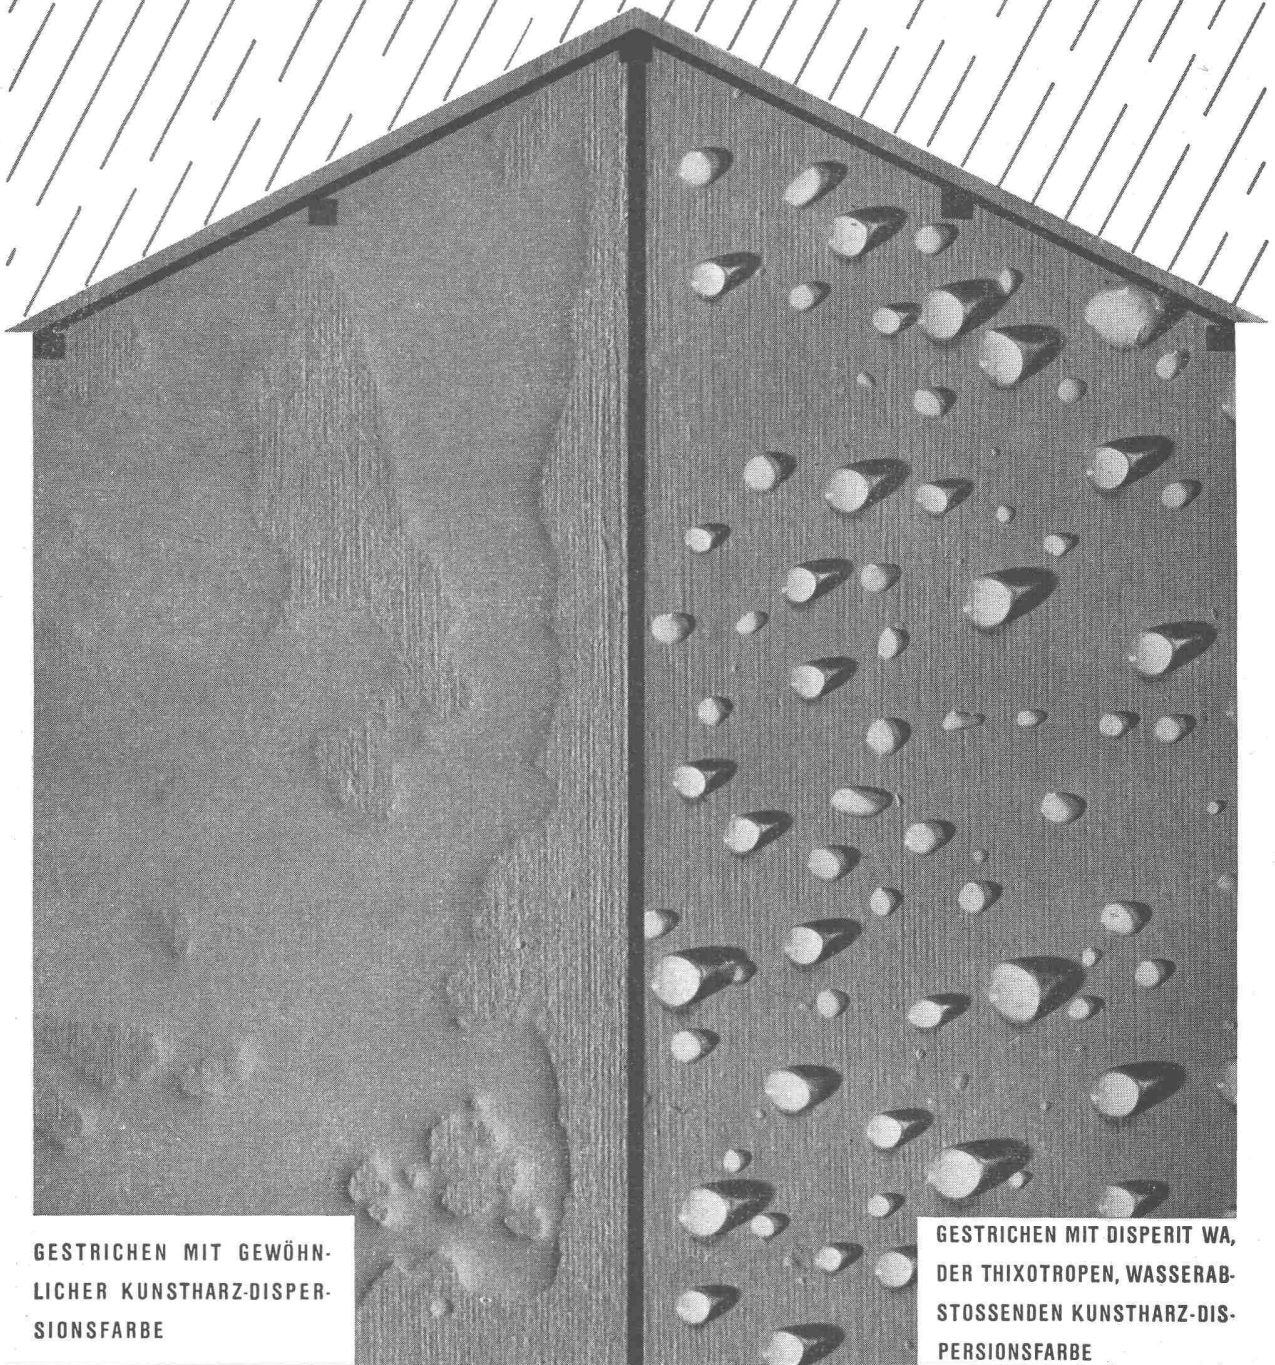 GESTRICHEN MIT GEWÖHN-
LICHER KUNSTHARZ-DISPER-
SIONSFARBE
GESTRICHEN MIT DISPERIT WA,
DER THIXOTROPEN, WASSERAB-
STOSSENDEN KUNSTHARZ-DIS-
PERSIONSFARBE